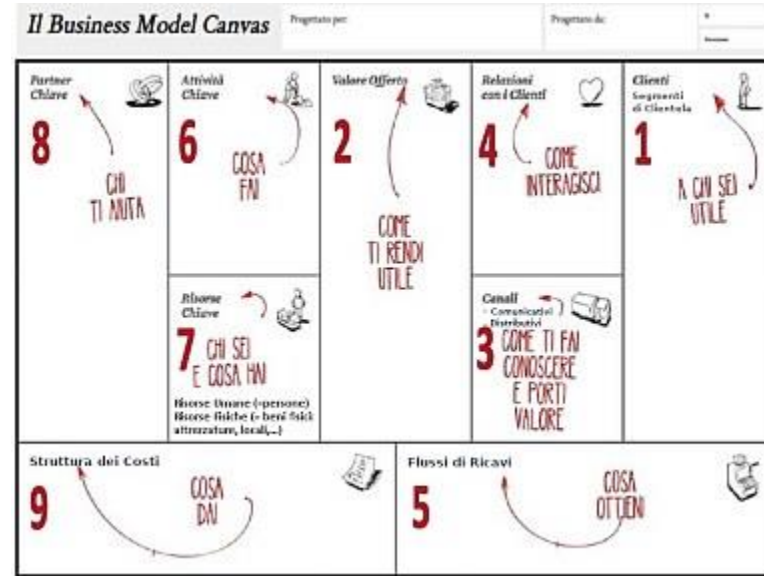 Il Business Model Canvas
Progettato per:
Progettato da:
Partner
Chiave
8
CHI
TI AIUTA
Attività
Chiave
6
COSA
FAI
Risorse
Chiave
7
CHI SEI
E COSA HAI
Risorse Umane (=persone)
Risorse Fisiche (= beni fisici
attrezzature, locali,...)
Valore Offerto
2
COME
TI RENDI
UTILE
Relazioni
con i Clienti
4
COME
INTERAGISCI
Canali
- Comunicativi
- Distributivi
3
COME TI FAI
CONOSCERE
E PORTI
VALORE
Clienti
Segmenti
di Clientela
1
A CHI SEI
UTILE
Struttura dei Costi
9
COSA
DAI
Flussi di Ricavi
5
COSA
OTTIENI